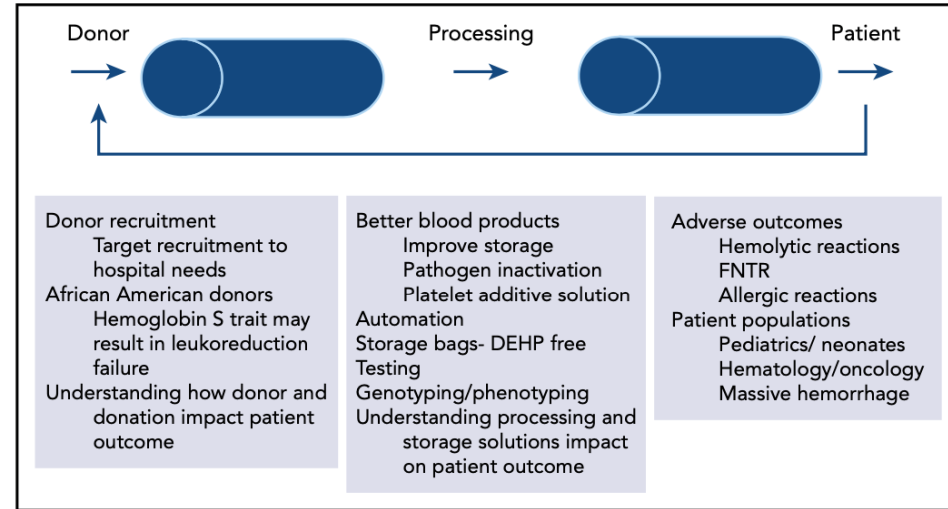 Donor
Processing
Patient
Donor recruitment
Target recruitment to
hospital needs
African American donors
Hemoglobin S trait may
result in leukoreduction
failure
Understanding how donor and
donation impact patient
outcome
Better blood products
Improve storage
Pathogen inactivation
Platelet additive solution
Automation
Storage bags- DEHP free
Testing
Genotyping/phenotyping
Understanding processing and
storage solutions impact
on patient outcome
Adverse outcomes
Hemolytic reactions
FNTR
Allergic reactions
Patient populations
Pediatrics/ neonates
Hematology/oncology
Massive hemorrhage